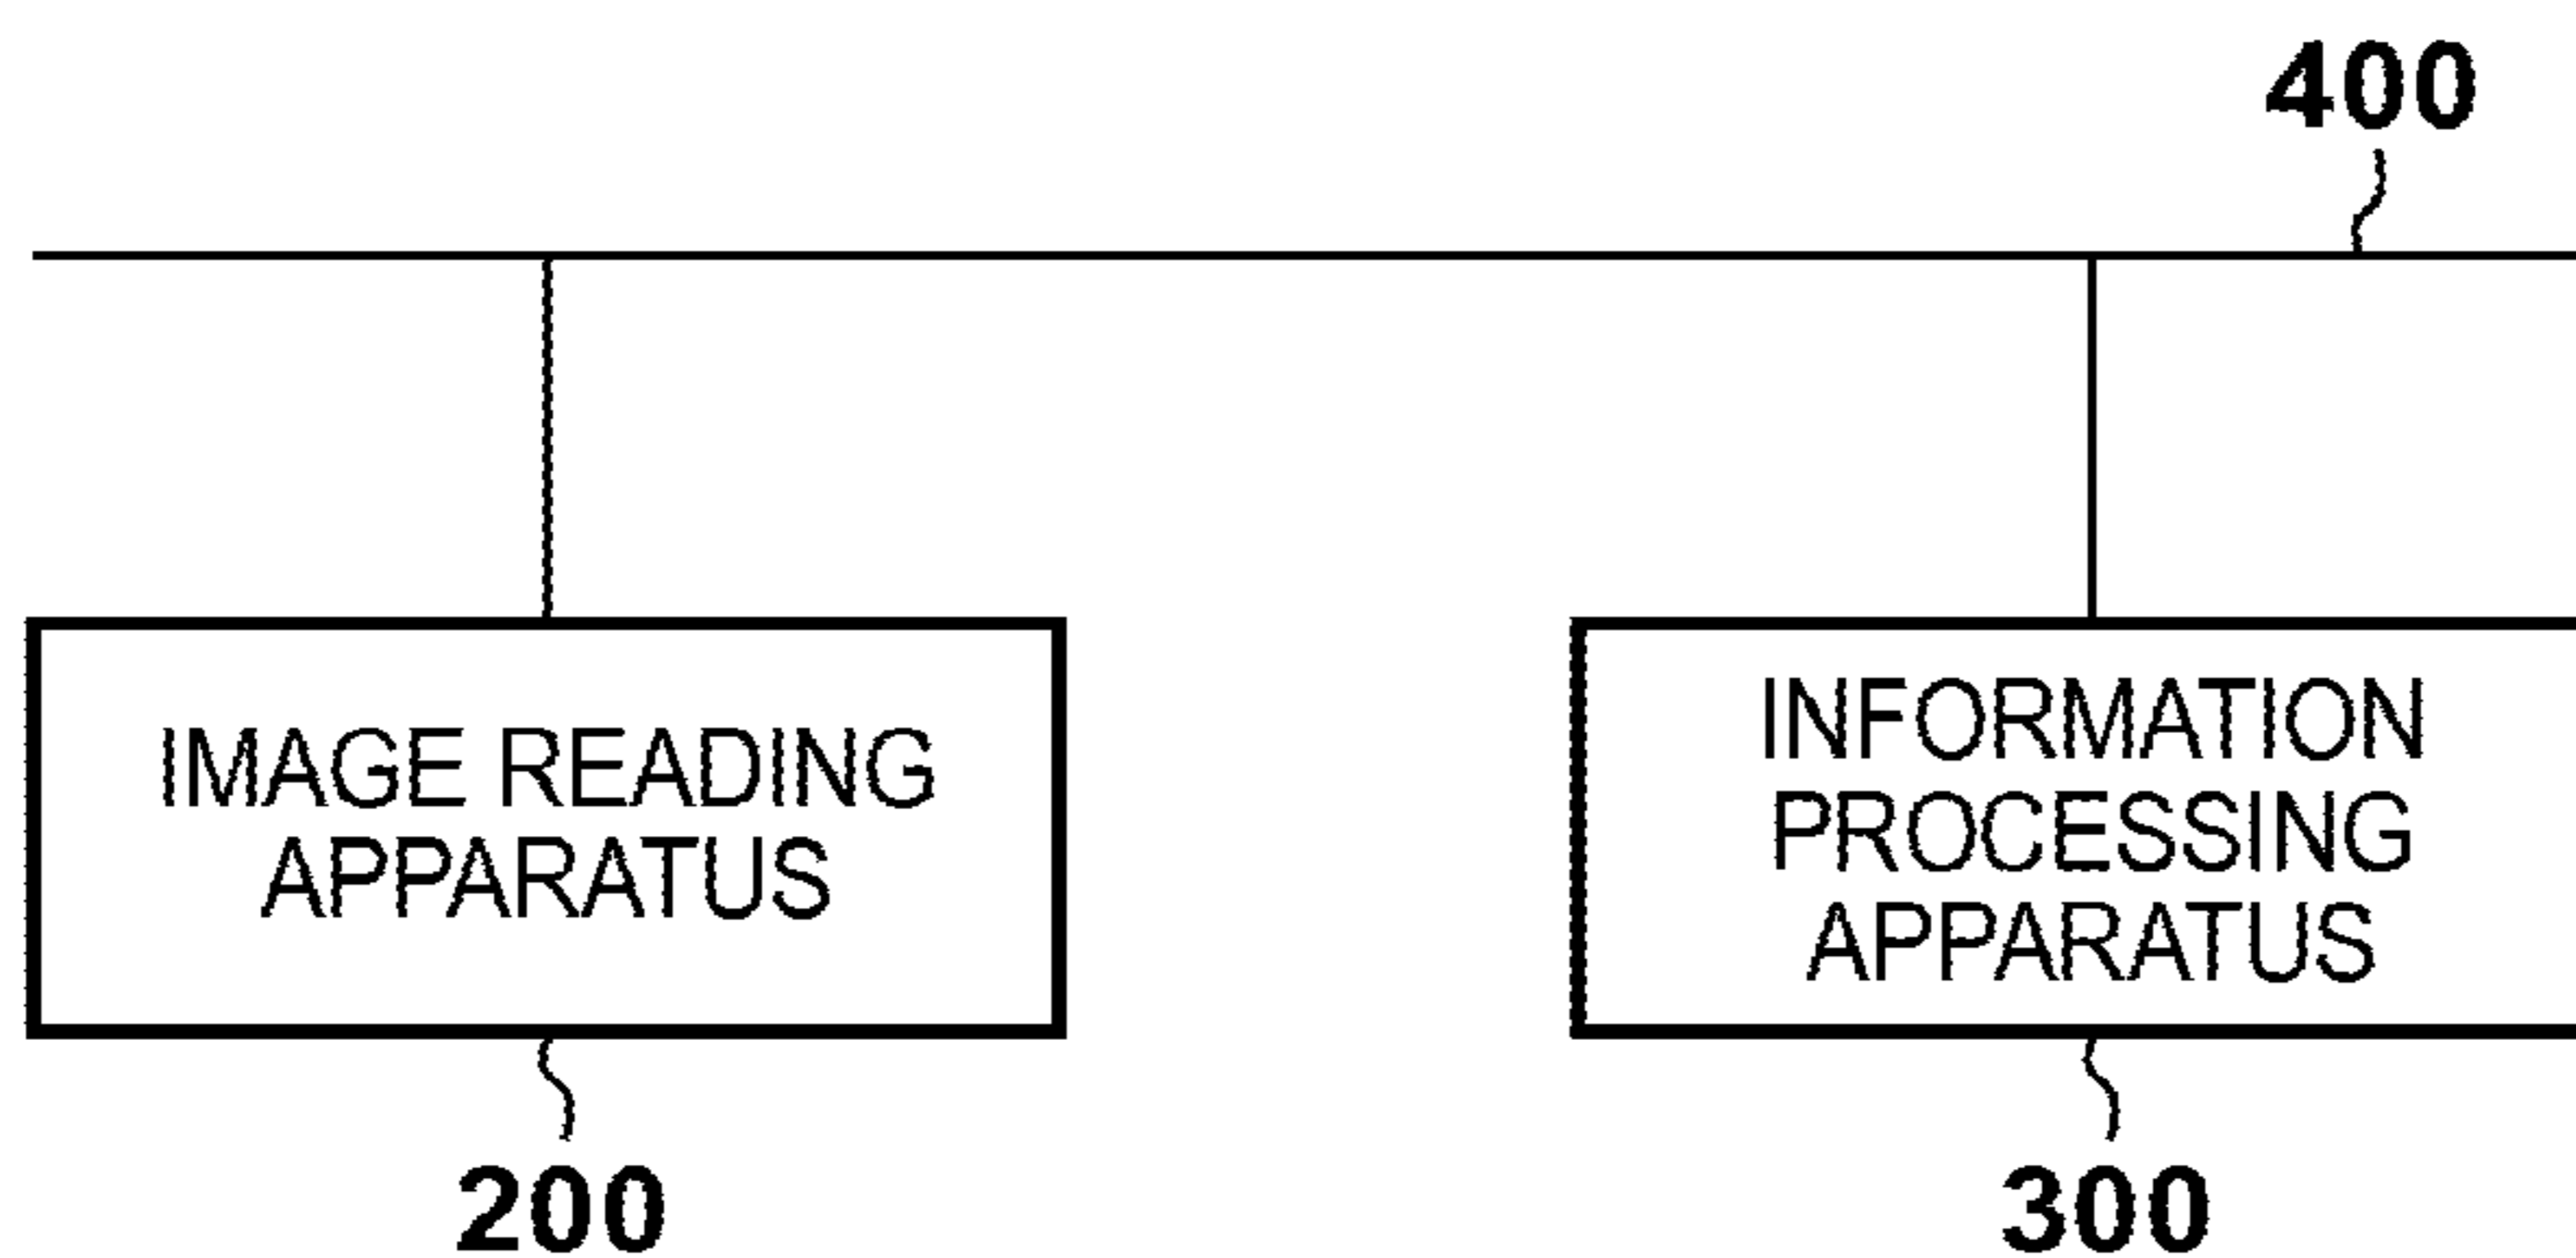 400
IMAGE READING
APPARATUS
200
INFORMATION
PROCESSING
APPARATUS
300